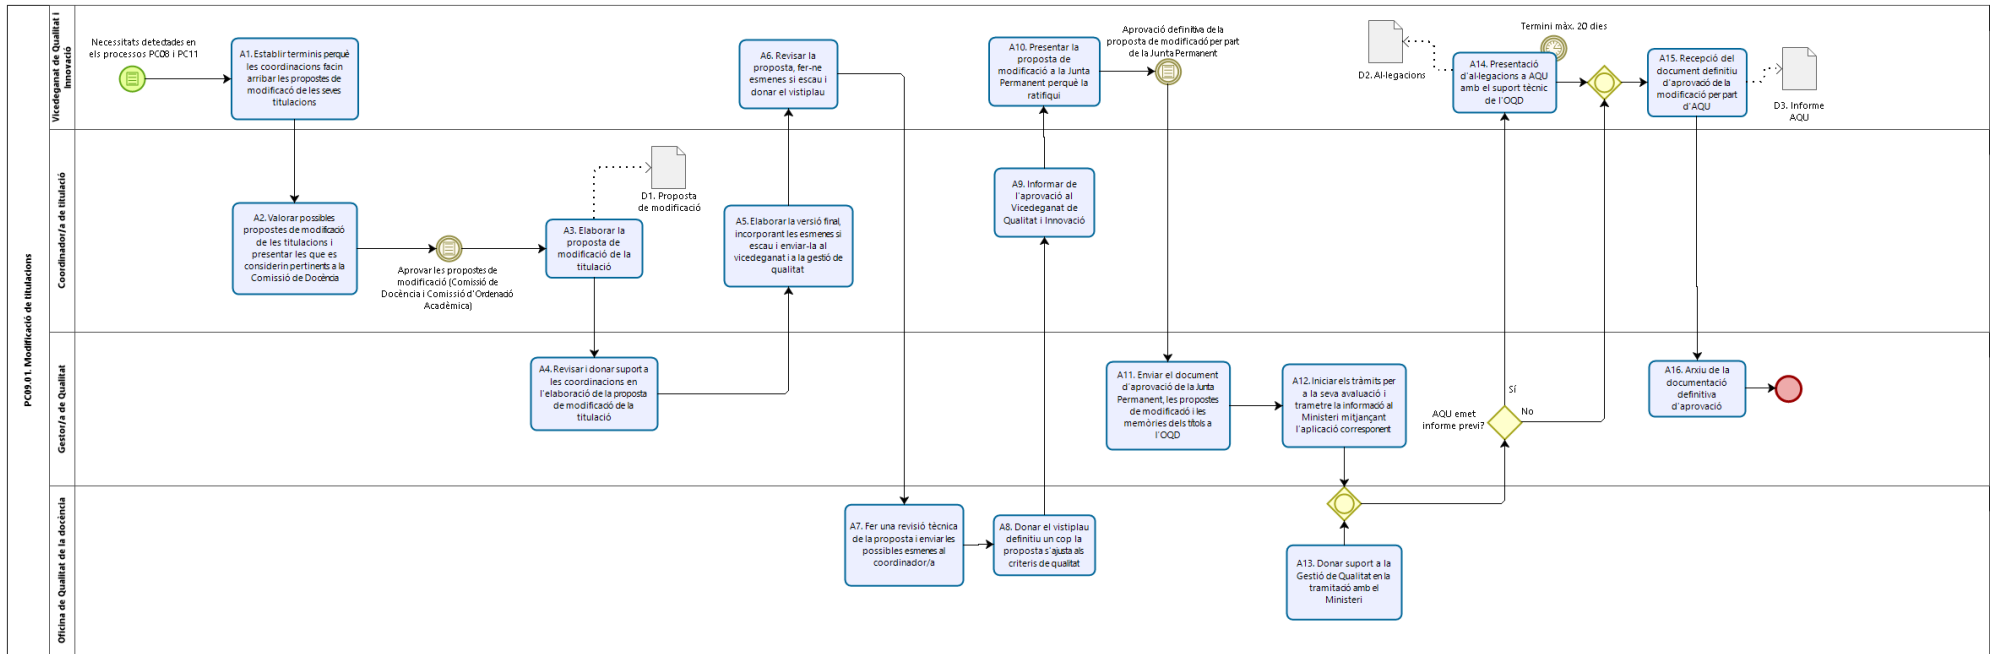 PC09.01. Modificació de titulacions
Vicedeganat de Qualitat i
Innovació
Necessitats detectades en
els processos PC08 i PC11
A1. Establir terminis perquè
les coordinacions facin
arribar les propostes de
modificacó de les seves
titulacions
A6. Revisar la
proposta, fer-ne
esmenes si escau i
donar el vistiplau
A10. Presentar la
proposta de
modificació a la Junta
Permanent perquè la
ratifiqui
Aprovació definitiva de la
proposta de modificació per part
de la Junta Permanent
D2. Al·legacions
Termini màx. 20 dies
A14. Presentació
d'al·legacions a AQU
amb el suport tècnic
de l'OQD
A15. Recepció del
document definitiu
d'aprovació de la
modificació per part
d'AQU
D3. Informe
AQU
Coordinador/a de titulació
A2. Valorar possibles
propostes de modificació
de les titulacions i
presentar les que es
considerin pertinents a la
Comissió de Docència
Aprovar les propostes de
modificació (Comissió de
Docència i Comissió d'Ordenació
Acadèmica)
A3. Elaborar la
proposta de
modificació de la
titulació
D1. Proposta
de modificació
A5. Elaborar la versió final,
incorporant les esmenes si
escau i enviar-la al
vicedeganat i a la gestió de
qualitat
A9. Informar de
l'aprovació al
Vicedeganat de
Qualitat i Innovació
Gestor/a de Qualitat
A4. Revisar i donar suport a
les coordinacions en
l'elaboració de la proposta
de modificació de la
titulació
A11. Enviar el document
d'aprovació de la Junta
Permanent, les propostes
de modificació i les
memòries dels títols a
l'OQD
A12. Iniciar els tràmits per
a la seva avaluació i
trametre la informació al
Ministeri mitjançant
l'aplicació corresponent
AQU emet
informe previ?
Sí
No
A16. Arxiu de la
documentació
definitiva
d'aprovació
Oficina de Qualitat de la docència
A7. Fer una revisió tècnica
de la proposta i enviar les
possibles esmenes al
coordinador/a
A8. Donar el vistiplau
definitiu un cop la
proposta s'ajusta als
criteris de qualitat
A13. Donar suport a la
Gestió de Qualitat en la
tramitació amb el
Ministeri